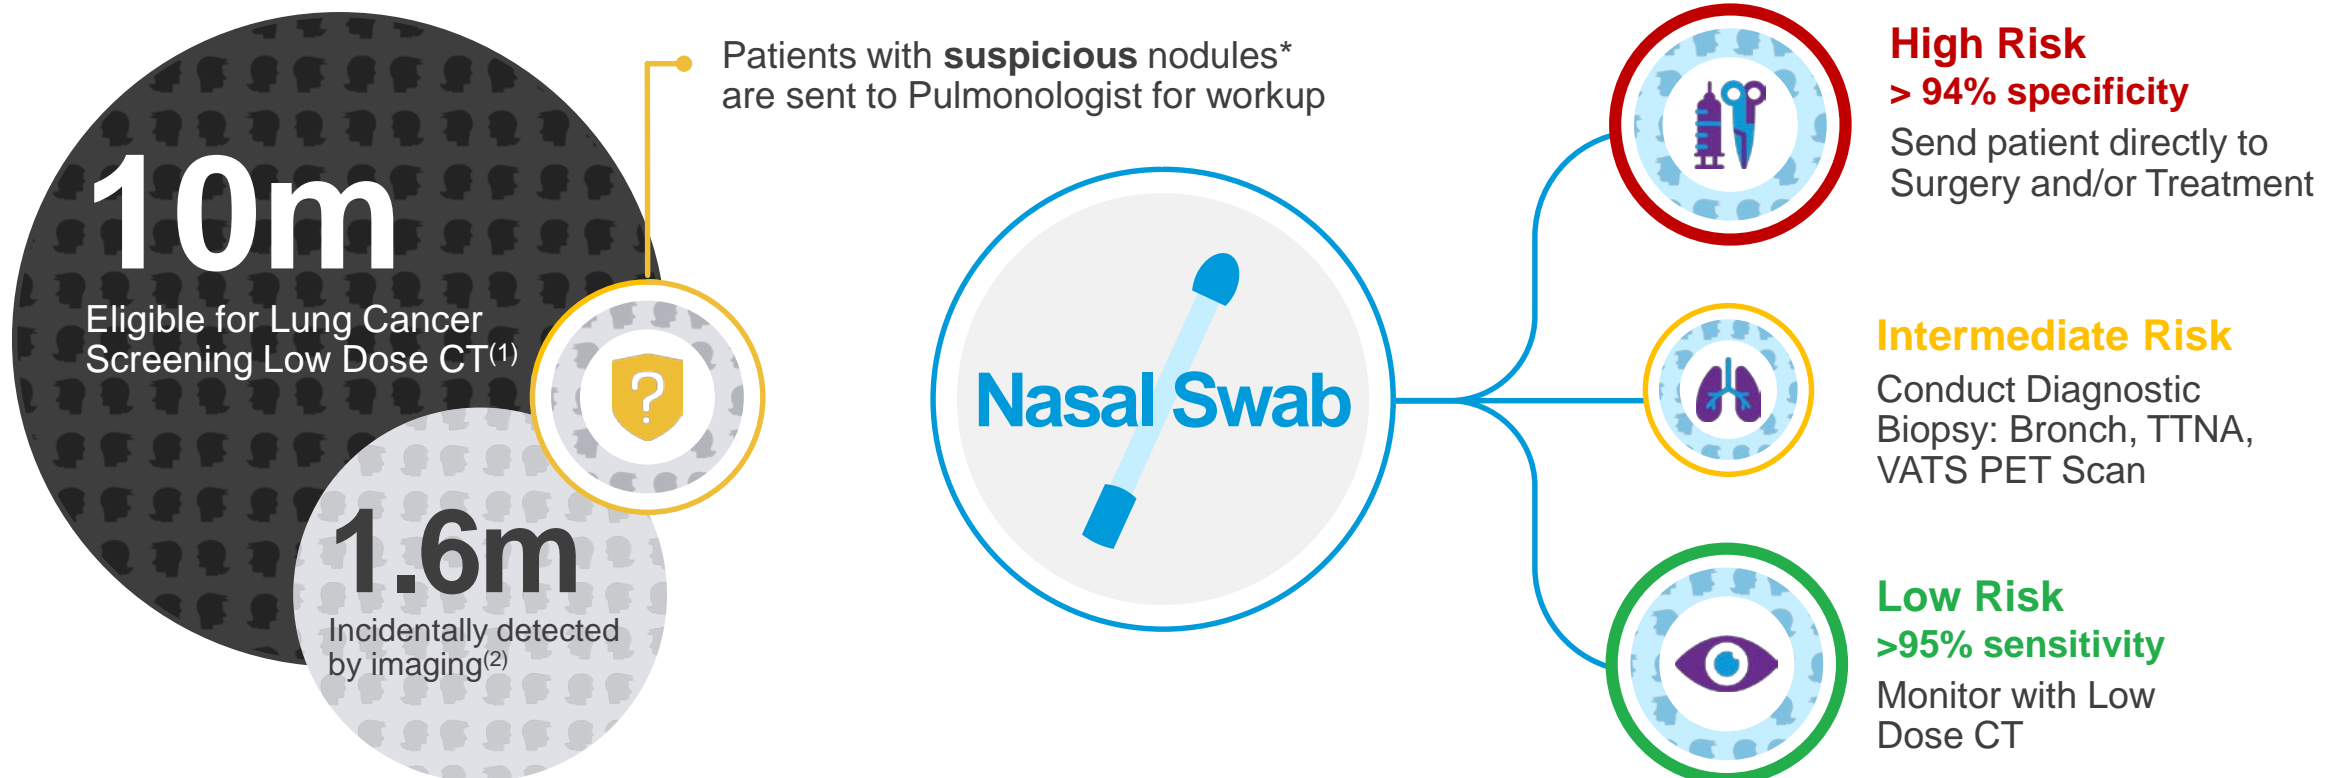 10m
Eligible for Lung Cancer
Screening Low Dose CT(1)
1.6m
Incidentally detected
by imaging(2)
?
Patients with suspicious nodules*
are sent to Pulmonologist for workup
Nasal Swab
High Risk
> 94% specificity
Send patient directly to
Surgery and/or Treatment
Intermediate Risk
Conduct Diagnostic
Biopsy: Bronch, TTNA,
VATS PET Scan
Low Risk
>95% sensitivity
Monitor with Low
Dose CT